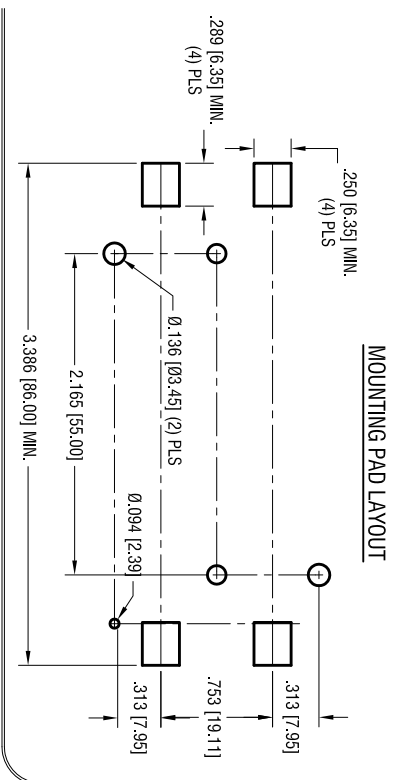 MOUNTING PAD LAYOUT
.250 [6.35] MIN.
(4) PLS
.289 [6.35] MIN.
(4) PLS
Ø.136 [Ø3.45] (2) PLS
Ø.094 [2.39]
2.165 [55.00]
3.386 [86.00] MIN.
.313 [7.95]
.753 [19.11]
.313 [7.95]